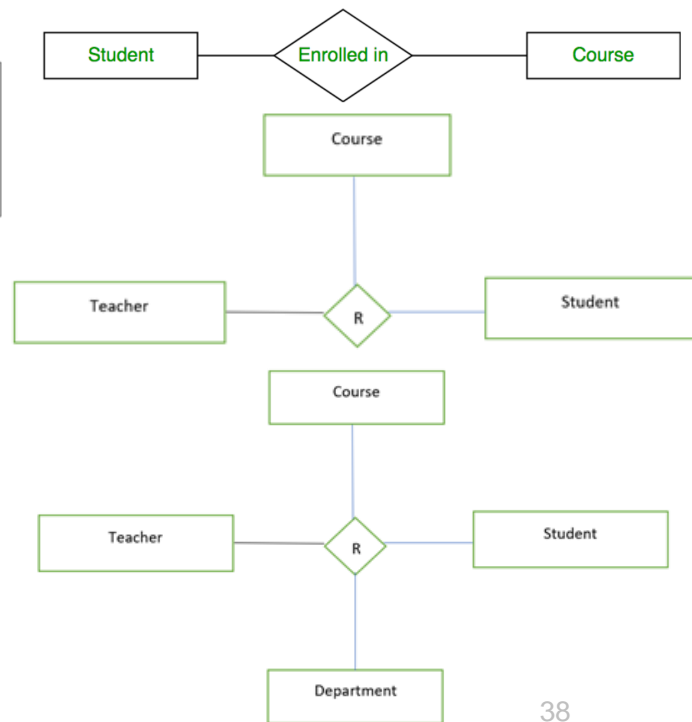 Student Enrolled in Course
Course
Teacher R Student
Course
Teacher R Student
Department
38